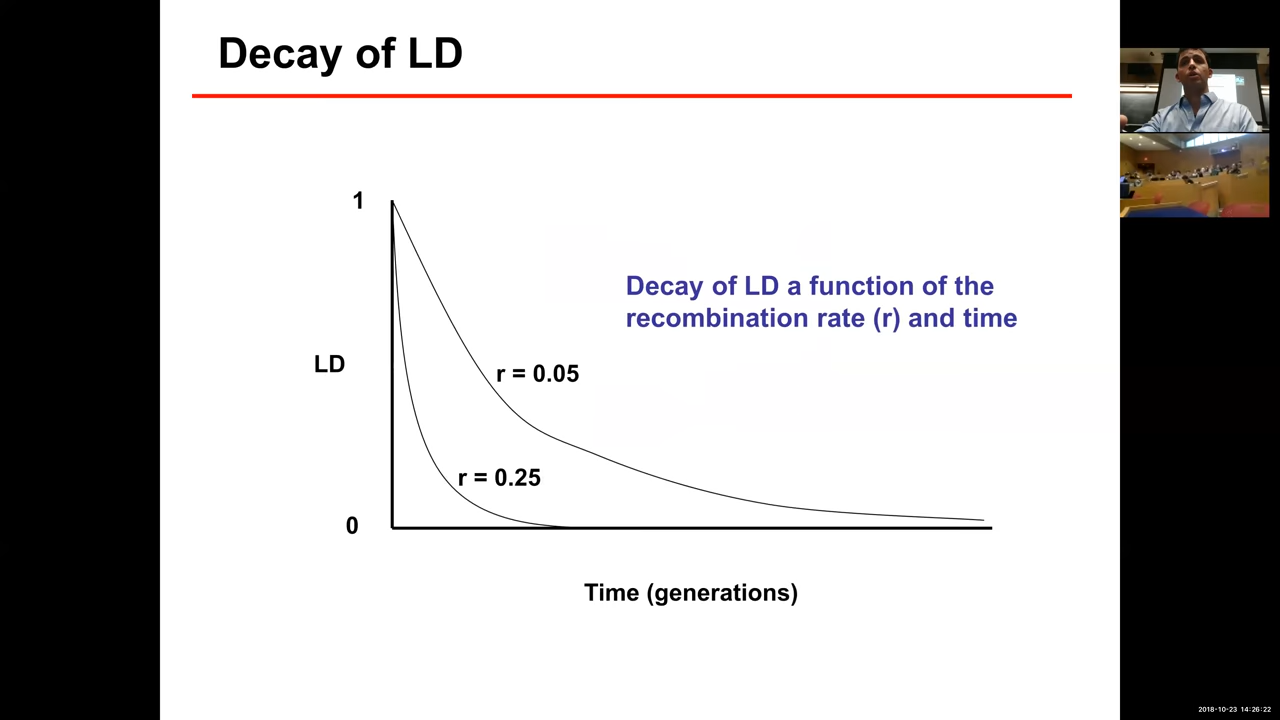 Decay of LD
1
Decay of LD a function of the
recombination rate (r) and time
LD
r = 0.05
r = 0.25
0
Time (generations)
2018-10-23 14:26:22